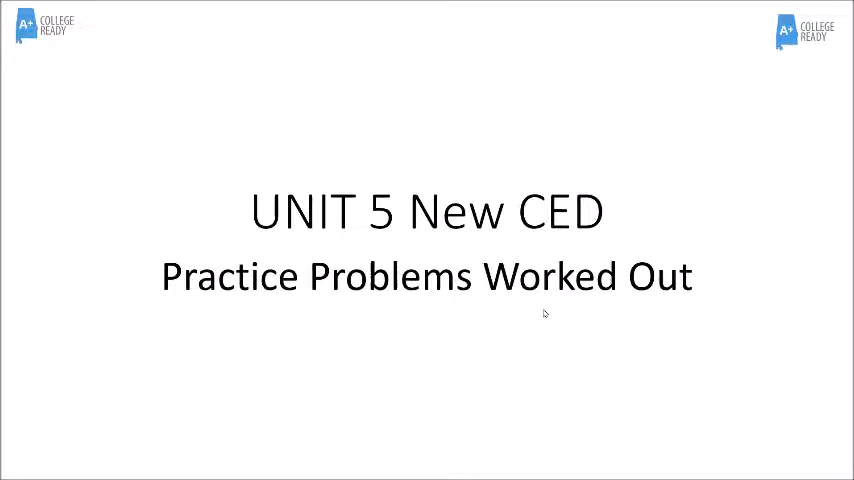 A+ COLLEGE
READY
A+ COLLEGE
READY
UNIT 5 New CED
Practice Problems Worked Out